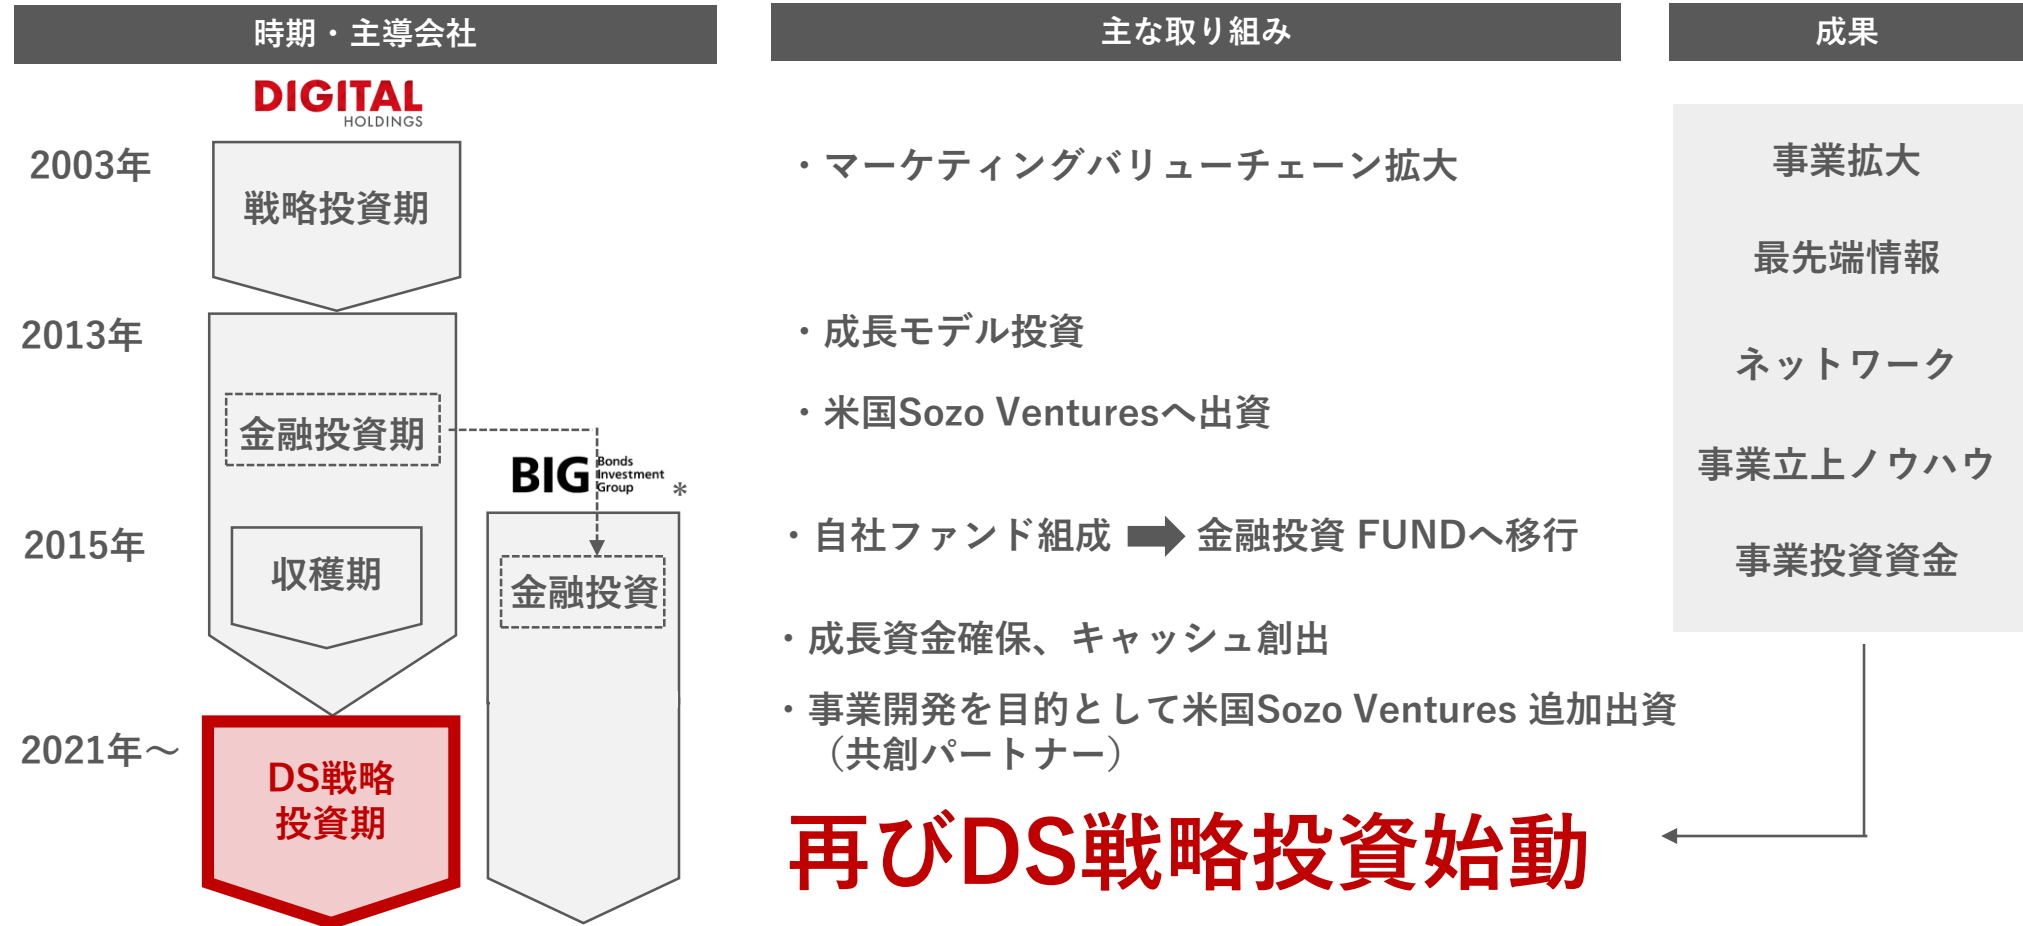 時期・主導会社
主な取り組み
成果
DIGITAL
HOLDINGS
2003年
戦略投資期
・マーケティングバリューチェーン拡大
2013年
・成長モデル投資
金融投資期
・米国Sozo Venturesへ出資
BIG
Bonds
Investment
Group
*
2015年
収穫期
金融投資
・自社ファンド組成 ➡ 金融投資 FUNDへ移行
・成長資金確保、キャッシュ創出
・事業開発を目的として米国Sozo Ventures 追加出資
（共創パートナー）
2021年～
DS戦略
投資期
再びDS戦略投資始動
事業拡大
最先端情報
ネットワーク
事業立上ノウハウ
事業投資資金